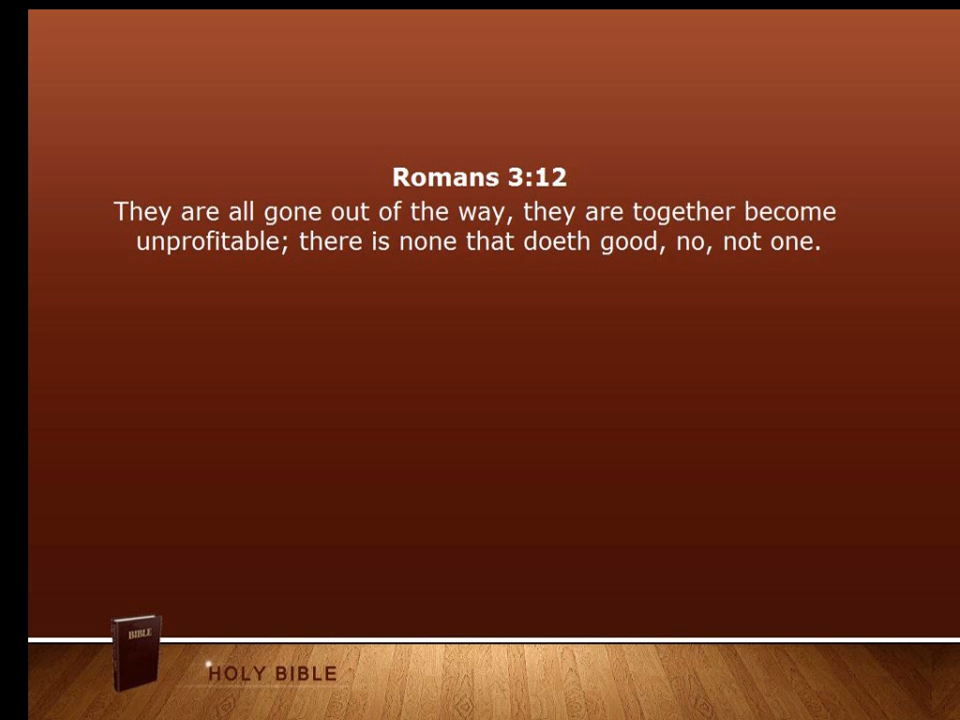 Romans 3:12
They are all gone out of the way, they are together become
unprofitable; there is none that doeth good, no, not one.
BIBLE
HOLY BIBLE